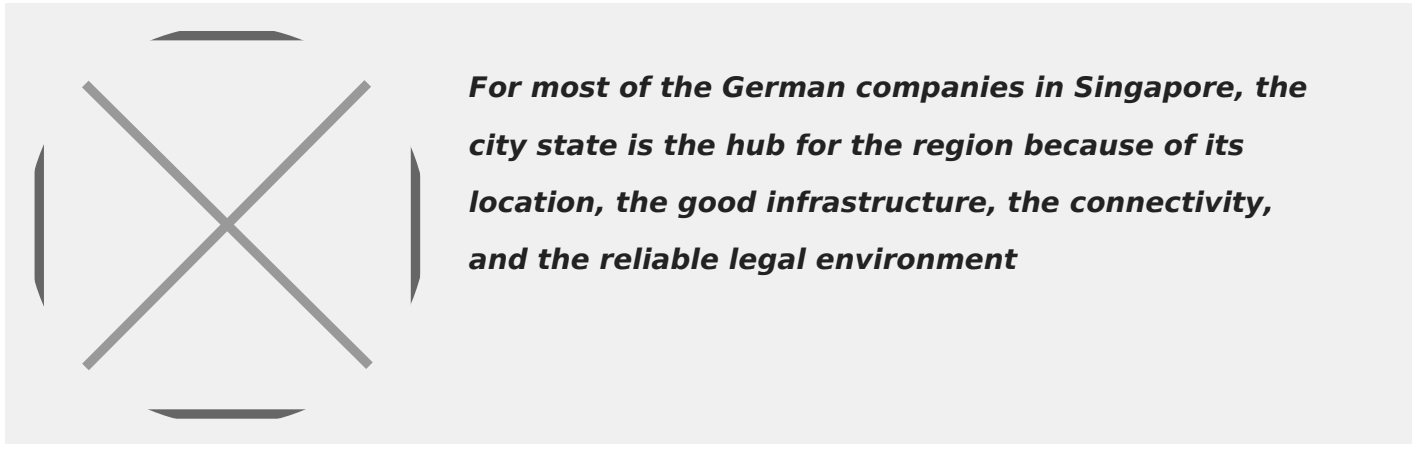 For most of the German companies in Singapore, the
city state is the hub for the region because of its
location, the good infrastructure, the connectivity,
and the reliable legal environment